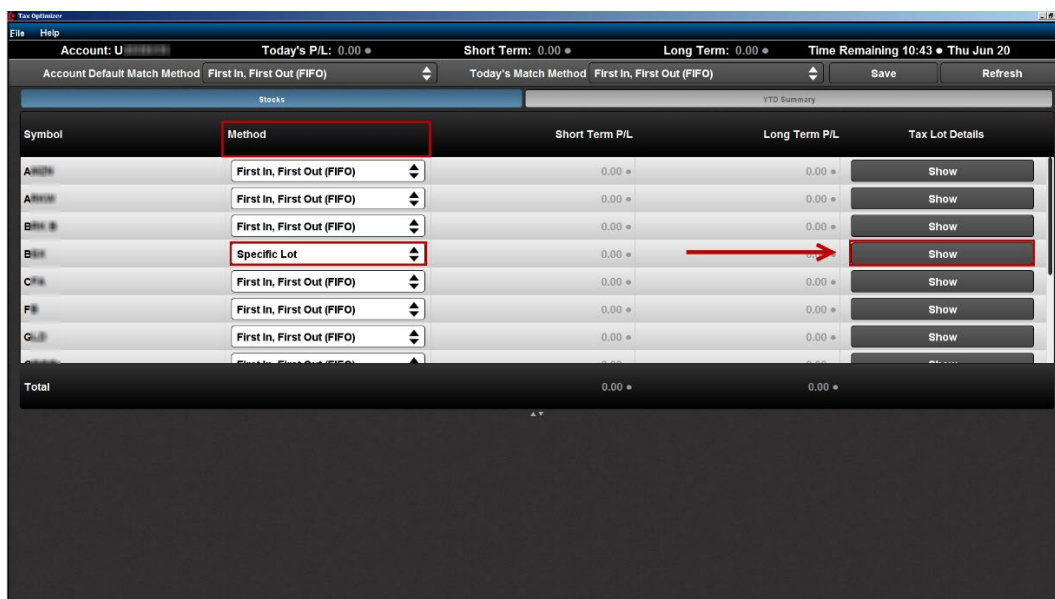 Tax Optimizer
File Help
Account: U Today's P/L: 0.00 Short Term: 0.00 Long Term: 0.00 Time Remaining 10:43 ● Thu Jun 20
Account Default Match Method First In, First Out (FIFO) Today's Match Method First In, First Out (FIFO) Save Refresh
Stocks YTD Summary
Symbol Method Short Term P/L Long Term P/L Tax Lot Details
A First In, First Out (FIFO) 0.00 0.00 Show
A First In, First Out (FIFO) 0.00 0.00 Show
B First In, First Out (FIFO) 0.00 0.00 Show
B Specific Lot 0.00 Show
C First In, First Out (FIFO) 0.00 0.00 Show
F First In, First Out (FIFO) 0.00 0.00 Show
G First In, First Out (FIFO) 0.00 0.00 Show
Total 0.00 0.00